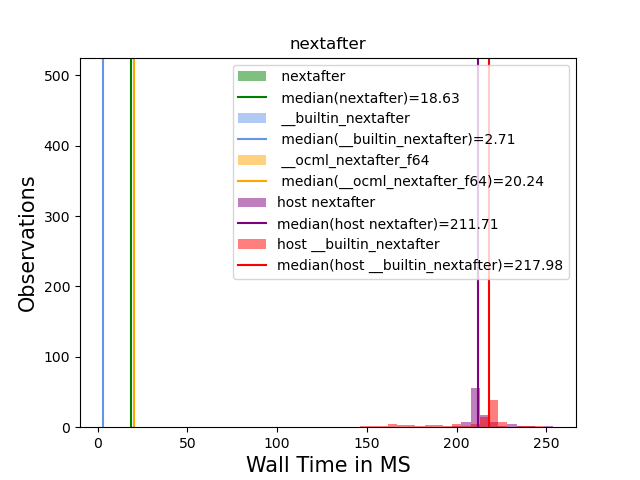 nextafter
500
400
300
200
100
0
Observations
nextafter
median(nextafter)=18.63
__builtin_nextafter
median(__builtin_nextafter)=2.71
__ocml_nextafter_f64
median(__ocml_nextafter_f64)=20.24
host nextafter
median(host nextafter)=211.71
host __builtin_nextafter
median(host __builtin_nextafter)=217.98
0 50 100 150 200 250
Wall Time in MS